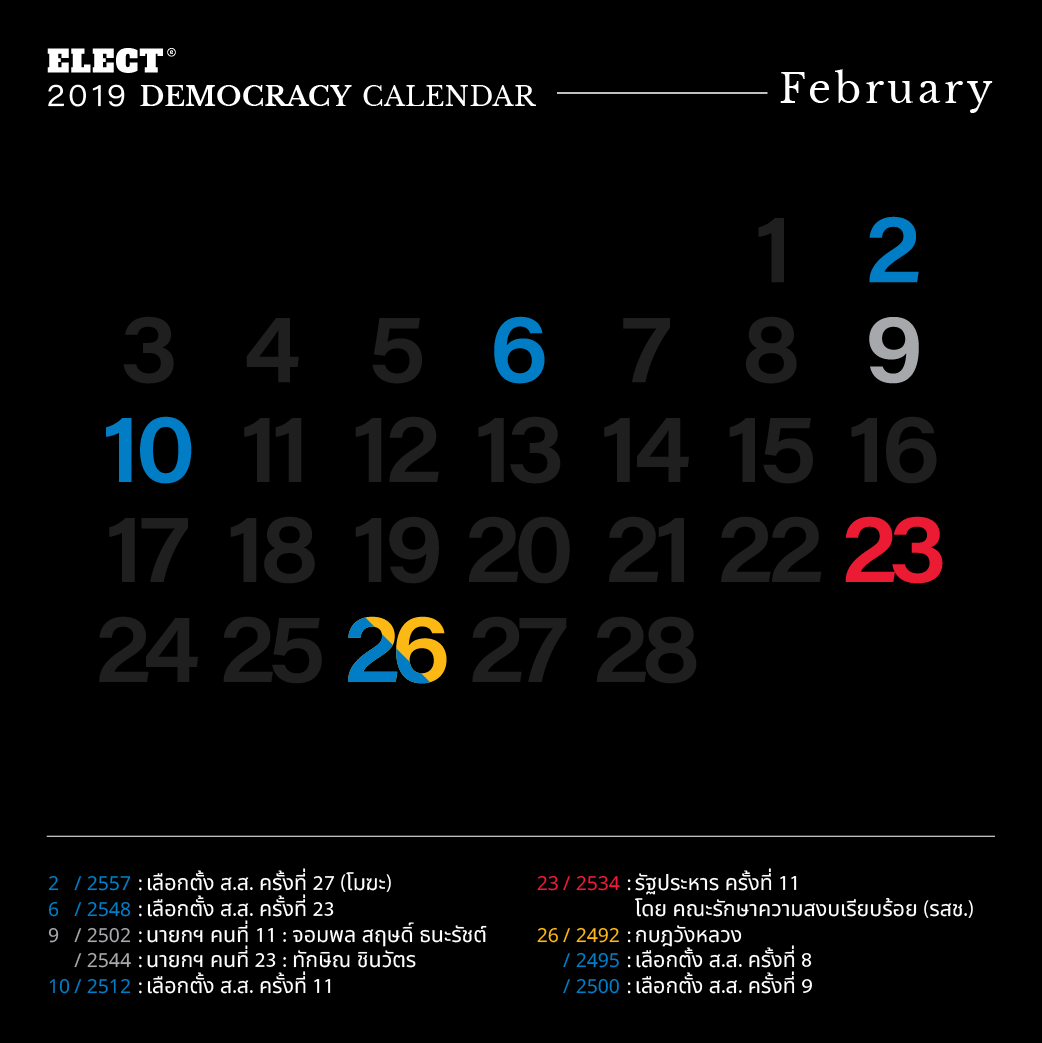 ELECT®
2019 DEMOCRACY CALENDAR
February
1 2
3 4 5 6 7 8 9
10 11 12 13 14 15 16
17 18 19 20 21 22 23
24 25 26 27 28
2 / 2557 : เลือกตั้ง ส.ส. ครั้งที่ 27 (โมฆะ)
6 / 2548 : เลือกตั้ง ส.ส. ครั้งที่ 23
9 / 2502 : นายกฯ คนที่ 11 : จอมพล สฤษดิ์ ธนะรัชต์
/ 2544 : นายกฯ คนที่ 23 : ทักษิณ ชินวัตร
10 / 2512 : เลือกตั้ง ส.ส. ครั้งที่ 11
23 / 2534 : รัฐประหาร ครั้งที่ 11
โดย คณะรักษาความสงบเรียบร้อย (รสช.)
26 / 2492 : กบฎวังหลวง
/ 2495 : เลือกตั้ง ส.ส. ครั้งที่ 8
/ 2500 : เลือกตั้ง ส.ส. ครั้งที่ 9